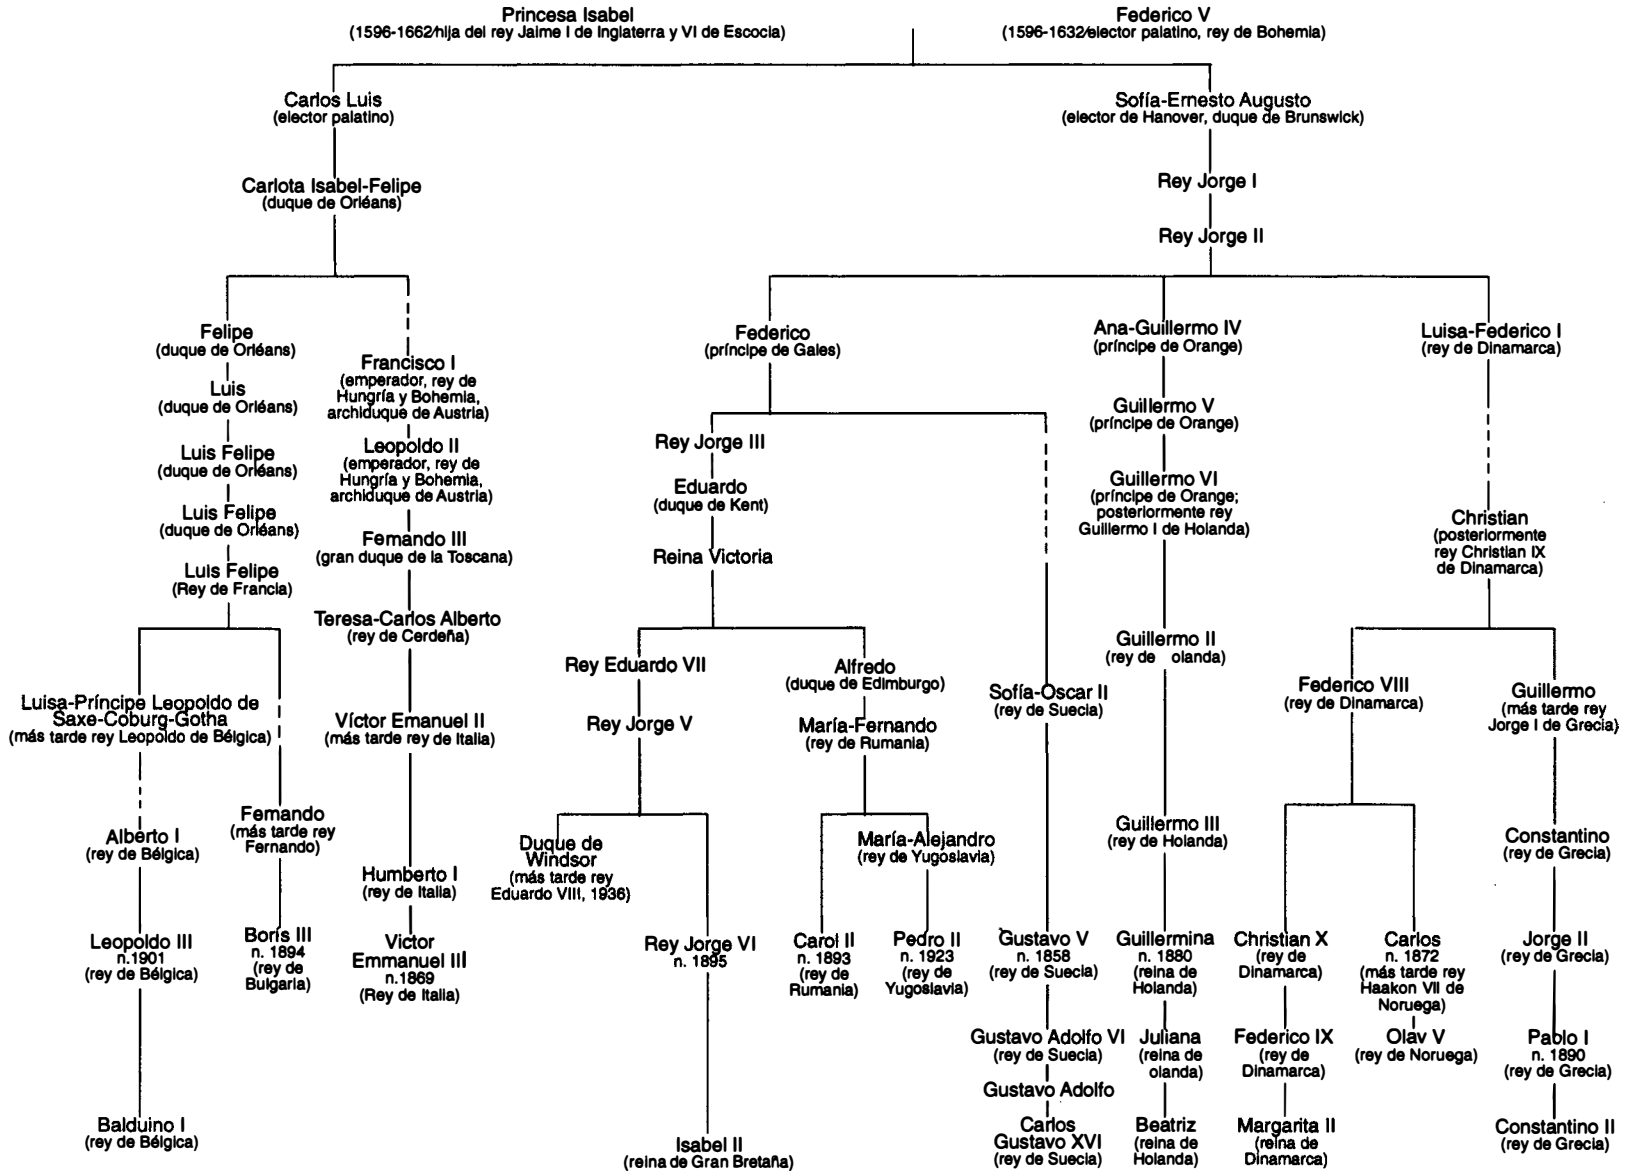 Princesa Isabel
(1596-1662/hija del rey Jaime I de Inglaterra y VI de Escocia)
Federico V
(1596-1632/elector palatino, rey de Bohemia)
Carlos Luis
(elector palatino)
Sofía-Ernesto Augusto
(elector de Hanover, duque de Brunswick)
Carlota Isabel-Felipe
(duque de Orléans)
Rey Jorge I
Rey Jorge II
Felipe
(duque de Orléans)
Luis
(duque de Orléans)
Luis Felipe
(duque de Orléans)
Luis Felipe
(duque de Orléans)
Luis Felipe
(Rey de Francia)
Francisco I
(emperador, rey de
Hungría y Bohemia,
archiduque de Austria)
Leopoldo II
(emperador, rey de
Hungría y Bohemia,
archiduque de Austria)
Fernando III
(gran duque de la Toscana)
Teresa-Carlos Alberto
(rey de Cerdeña)
Federico
(príncipe de Gales)
Rey Jorge III
Eduardo
(duque de Kent)
Reina Victoria
Ana-Guillermo IV
(príncipe de Orange)
Guillermo V
(príncipe de Orange)
Guillermo VI
(príncipe de Orange;
posteriormente rey
Guillermo I de Holanda)
Guillermo II
(rey de olanda)
Luisa-Federico I
(rey de Dinamarca)
Christian
(posteriormente
rey Christian IX
de Dinamarca)
Luisa-Príncipe Leopoldo de
Saxe-Coburg-Gotha
(más tarde rey Leopoldo de Bélgica)
Víctor Emanuel II
(más tarde rey de Italia)
Rey Eduardo VII
Rey Jorge V
Alfredo
(duque de Edimburgo)
María-Fernando
(rey de Rumania)
Sofía-Oscar II
(rey de Suecia)
Federico VIII
(rey de Dinamarca)
Guillermo
(más tarde rey
Jorge I de Grecia)
Alberto I
(rey de Bélgica)
Fernando
(más tarde rey
Fernando)
Humberto I
(rey de Italia)
Duque de
Windsor
(más tarde rey
Eduardo VIII, 1936)
María-Alejandro
(rey de Yugoslavia)
Guillermo III
(rey de Holanda)
Constantino
(rey de Grecia)
Leopoldo III
n.1901
(rey de Bélgica)
Boris III
n. 1894
(rey de
Bulgaria)
Victor
Emmanuel III
n.1869
(Rey de Italia)
Rey Jorge VI
n. 1895
Carol II
n. 1893
(rey de
Rumania)
Pedro II
n. 1923
(rey de
Yugoslavia)
Gustavo V
n. 1858
(rey de Suecia)
Guillermina
n. 1880
(reina de
Holanda)
Christian X
(rey de
Dinamarca)
Carlos
n. 1872
(más tarde rey
Haakon VII de
Noruega)
Jorge II
(rey de Grecia)
Gustavo Adolfo VI
(rey de Suecia)
Gustavo Adolfo
Juliana
(reina de
olanda)
Federico IX
(rey de
Dinamarca)
Olav V
(rey de Noruega)
Pablo I
n. 1890
(rey de Grecia)
Balduino I
(rey de Bélgica)
Isabel II
(reina de Gran Bretaña)
Carlos
Gustavo XVI
(rey de Suecia)
Beatriz
(reina de
Holanda)
Margarita II
(reina de
Dinamarca)
Constantino II
(rey de Grecia)